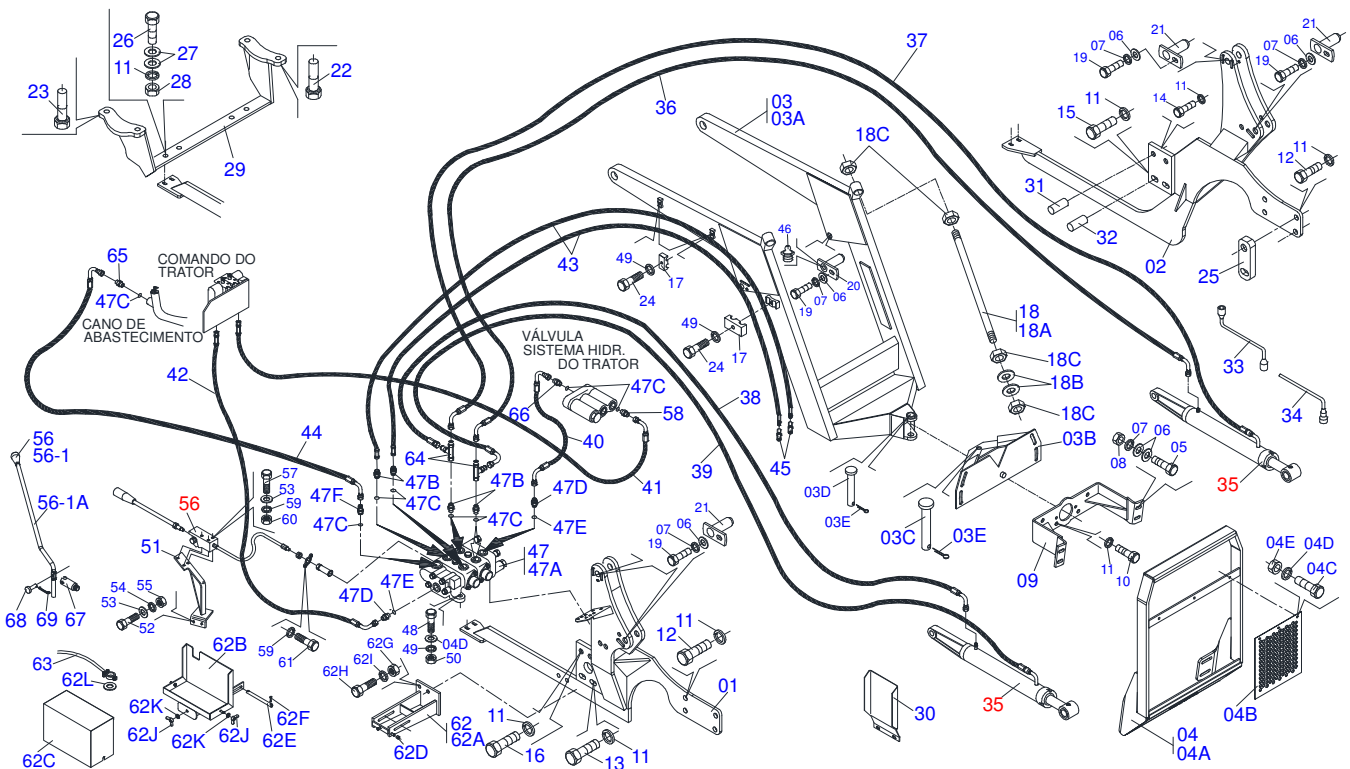 26
27
11
28
23
22
29
37
36
03
03A
18C
21
06
07
19
21
06
07
19
11
14
11
15
11
12
31
32
02
25
65
47C
COMANDO DO
TRATOR
CANO DE
ABASTECIMENTO
43
49
17
24
46
20
06
07
19
49
17
24
18
18A
18C
18B
18C
33
34
VÁLVULA
SISTEMA HIDR.
DO TRATOR
47C
66
58
42
44
40
41
38
39
45
64
56
56-1
56-1A
57
53
59
60
47F
47C
47B
47C
47B
47C
47D
47E
03D
03E
03C
03E
03B
08
07
06
05
35
09
11
10
04E
04D
04C
56
51
55
54
53
52
68
69
67
47E
47D
47
47A
21
06
07
19
59
61
48
49
04D
50
62G
62I
62H
11
12
01
63
62L
62B
62K
62J
62K
62J
62F
62E
62C
62
62A
62D
11
16
13
11
30
35
04B
04
04A